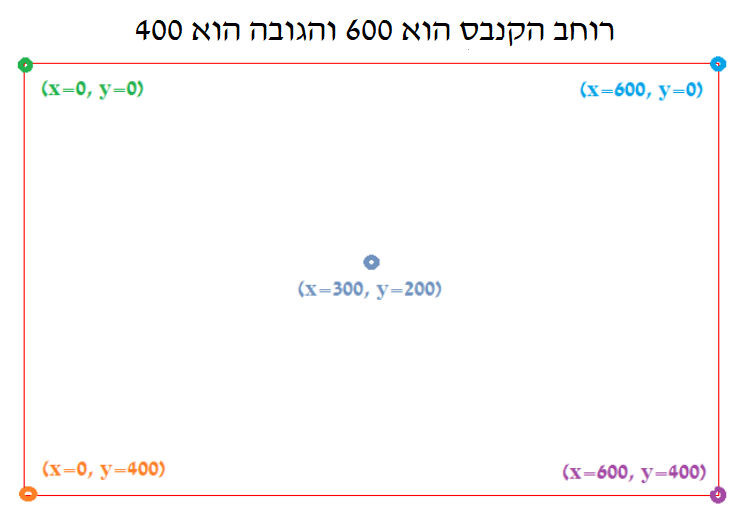 רוחב הקנבס הוא 600 והגובה הוא 400
(x=0, y=0)
(x=600, y=0)
(x=300, y=200)
(x=0, y=400)
(x=600, y=400)